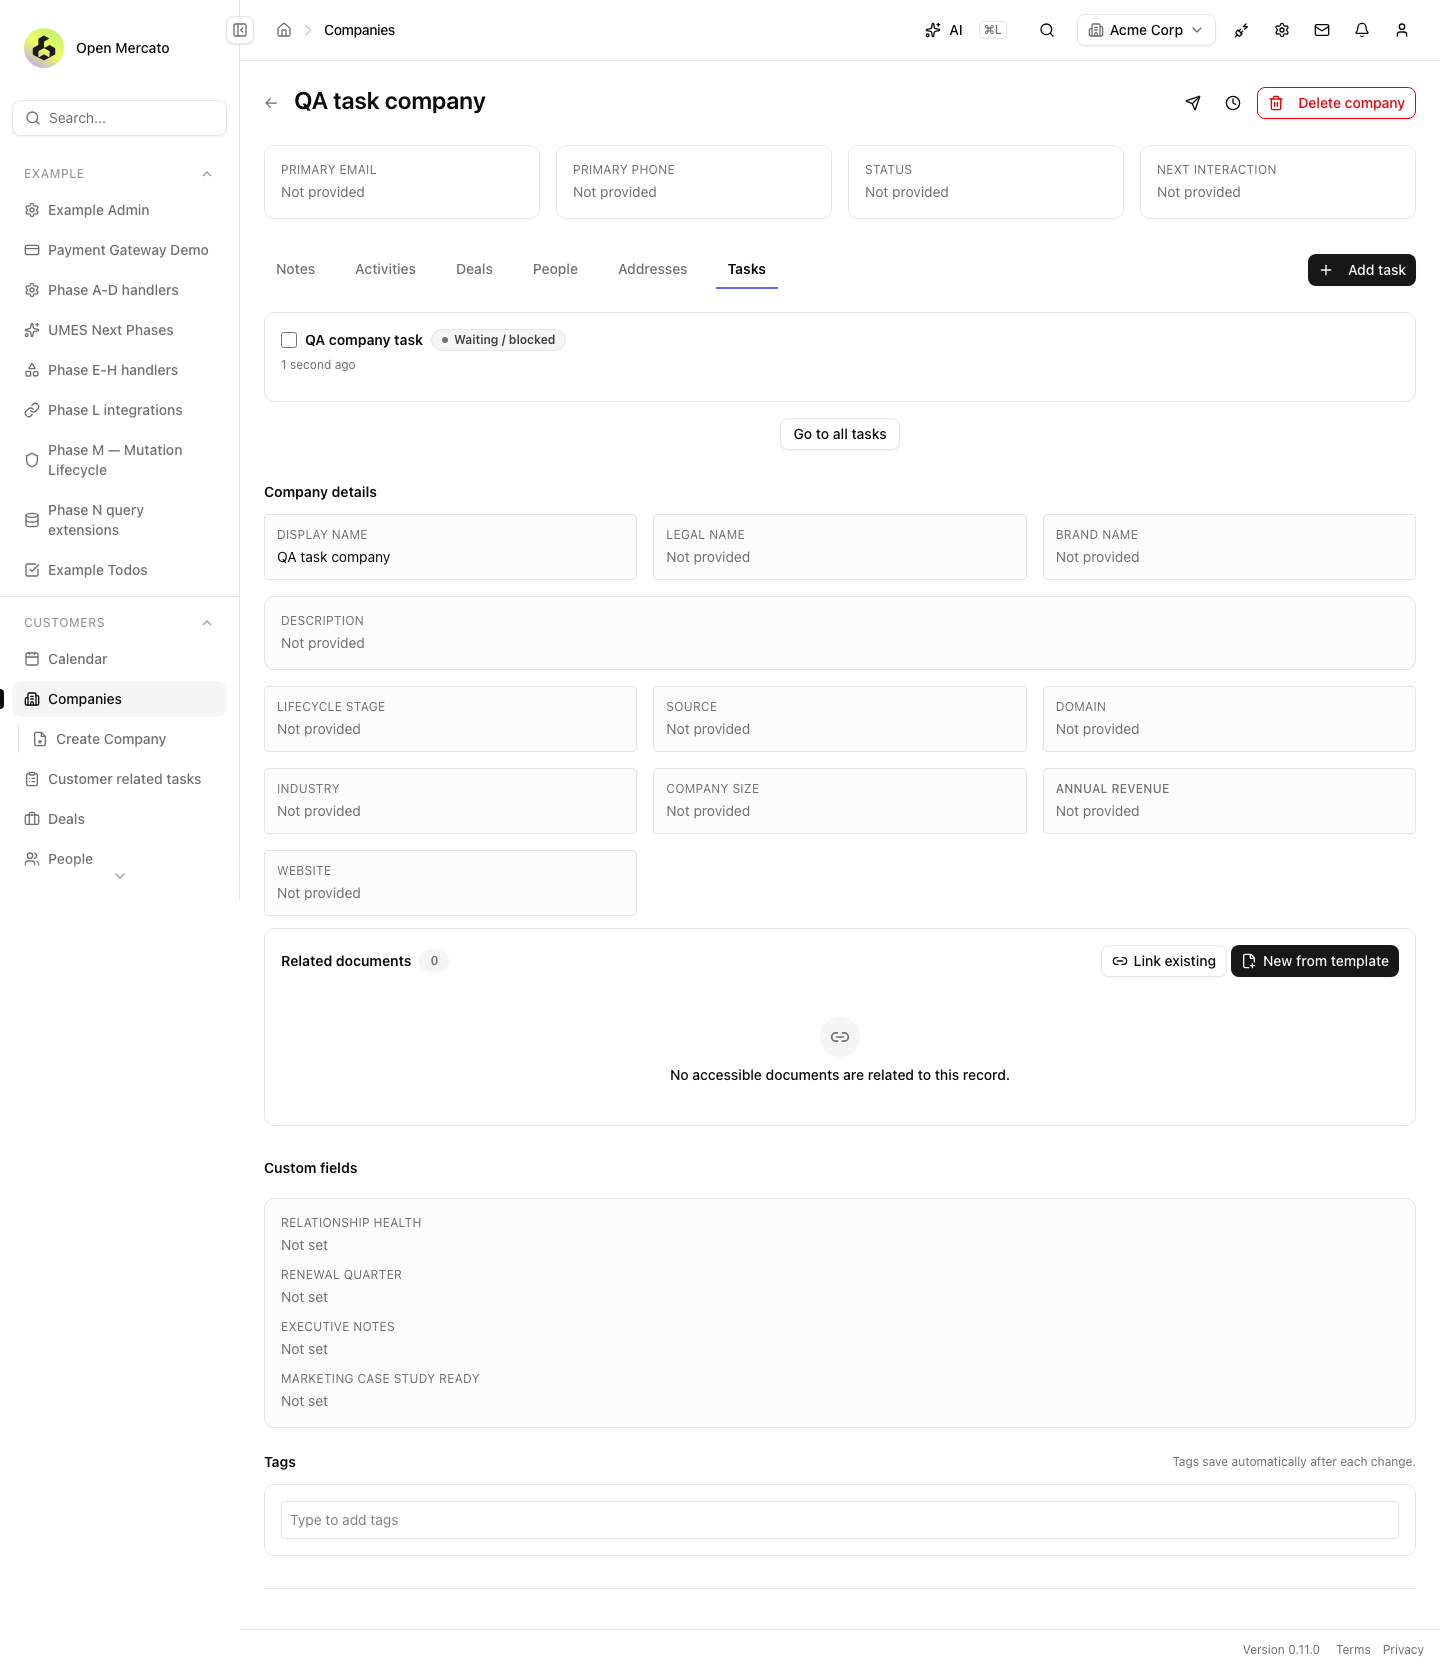 Open Mercato
Companies
AI
⌘L
Acme Corp
Search...
EXAMPLE
Example Admin
Payment Gateway Demo
Phase A-D handlers
UMES Next Phases
Phase E-H handlers
Phase L integrations
Phase M — Mutation
Lifecycle
Phase N query
extensions
Example Todos
CUSTOMERS
Calendar
Companies
Create Company
Customer related tasks
Deals
People
QA task company
Delete company
PRIMARY EMAIL
Not provided
PRIMARY PHONE
Not provided
STATUS
Not provided
NEXT INTERACTION
Not provided
Notes
Activities
Deals
People
Addresses
Tasks
Add task
QA company task
Waiting / blocked
1 second ago
Go to all tasks
Company details
DISPLAY NAME
QA task company
LEGAL NAME
Not provided
BRAND NAME
Not provided
DESCRIPTION
Not provided
LIFECYCLE STAGE
Not provided
SOURCE
Not provided
DOMAIN
Not provided
INDUSTRY
Not provided
COMPANY SIZE
Not provided
ANNUAL REVENUE
Not provided
WEBSITE
Not provided
Related documents
0
Link existing
New from template
No accessible documents are related to this record.
Custom fields
RELATIONSHIP HEALTH
Not set
RENEWAL QUARTER
Not set
EXECUTIVE NOTES
Not set
MARKETING CASE STUDY READY
Not set
Tags
Tags save automatically after each change.
Type to add tags
Version 0.11.0
Terms
Privacy